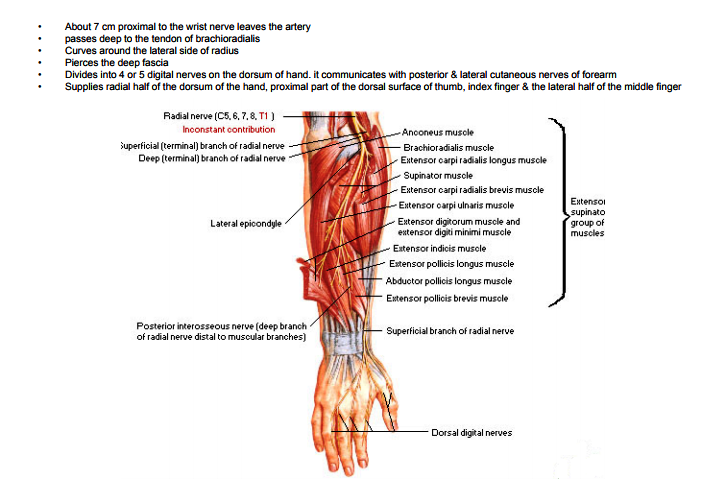 • About 7 cm proximal to the wrist nerve leaves the artery
• passes deep to the tendon of brachioradialis
• Curves around the lateral side of radius
• Pierces the deep fascia
• Divides into 4 or 5 digital nerves on the dorsum of hand. it communicates with posterior & lateral cutaneous nerves of forearm
• Supplies radial half of the dorsum of the hand, proximal part of the dorsal surface of thumb, index finger & the lateral half of the middle finger
Radial nerve (C5, 6, 7, 8, T1 )
Inconstant contribution
Superficial (terminal) branch of radial nerve
Deep (terminal) branch of radial nerve
Lateral epicondyle
Posterior interosseous nerve (deep branch
of radial nerve distal to muscular branches)
Anconeus muscle
Brachioradialis muscle
Extensor carpi radialis longus muscle
Supinator muscle
Extensor carpi radialis brevis muscle
Extensor carpi ulnaris muscle
Extensor digitorum muscle and
extensor digiti minimi muscle
Extensor indicis muscle
Extensor pollicis longus muscle
Abductor pollicis longus muscle
Extensor pollicis brevis muscle
Superficial branch of radial nerve
Dorsal digital nerves
Extensor
supinato
group of
muscles